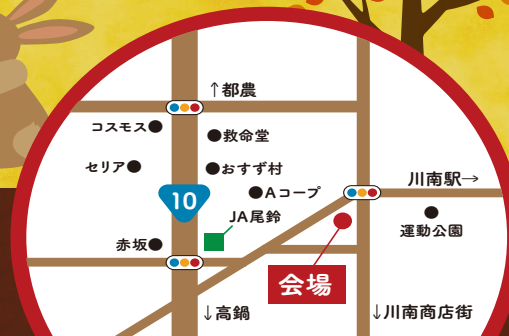 ↑都農
コスモス
救命堂
セリア
おすず村
川南駅→
10
Aコープ
JA尾鈴
運動公園
赤坂
会場
↓高鍋
↓川南商店街